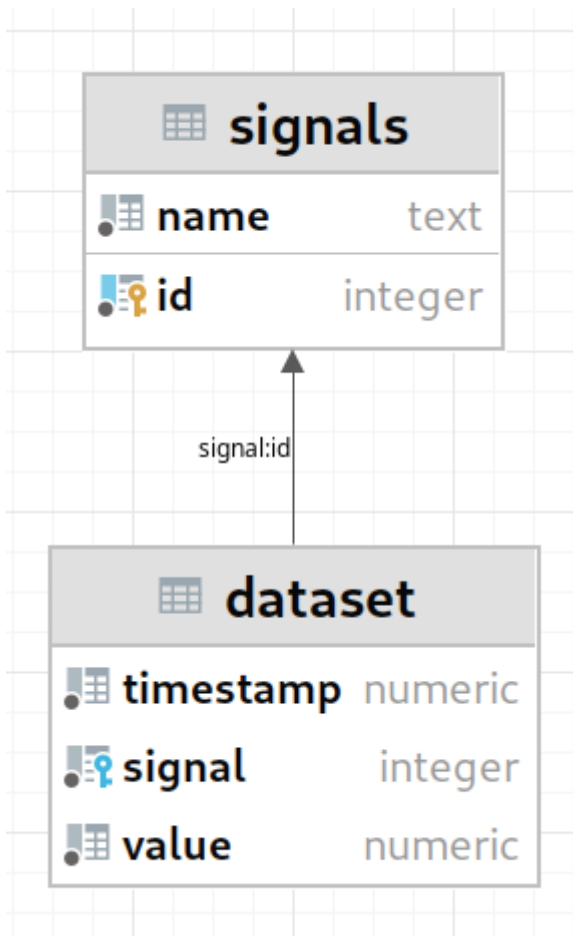 signals
name text
id integer
signal:id
dataset
timestamp numeric
signal integer
value numeric